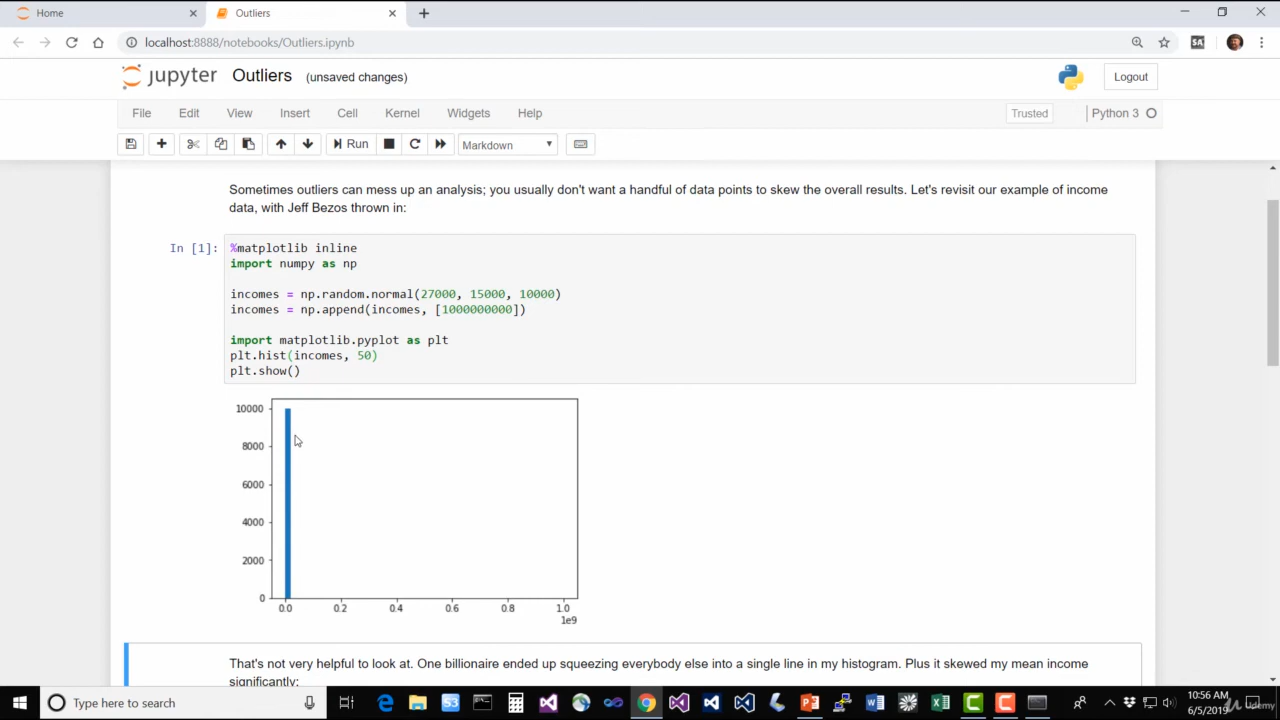 Home
Outliers
localhost:8888/notebooks/Outliers.ipynb
SA
jupyter Outliers (unsaved changes)
Logout
File Edit View Insert Cell Kernel Widgets Help
Trusted
Python 3
Run
Markdown
Sometimes outliers can mess up an analysis; you usually don't want a handful of data points to skew the overall results. Let's revisit our example of income
data, with Jeff Bezos thrown in:
In [1]:
%matplotlib inline
import numpy as np
incomes = np.random.normal(27000, 15000, 10000)
incomes = np.append(incomes, [1000000000])
import matplotlib.pyplot as plt
plt.hist(incomes, 50)
plt.show()
10000
8000
6000
4000
2000
0
0.0 0.2 0.4 0.6 0.8 1.0
1e9
That's not very helpful to look at. One billionaire ended up squeezing everybody else into a single line in my histogram. Plus it skewed my mean income
significantly:
Type here to search
10:56 AM
6/5/2019
Udemy